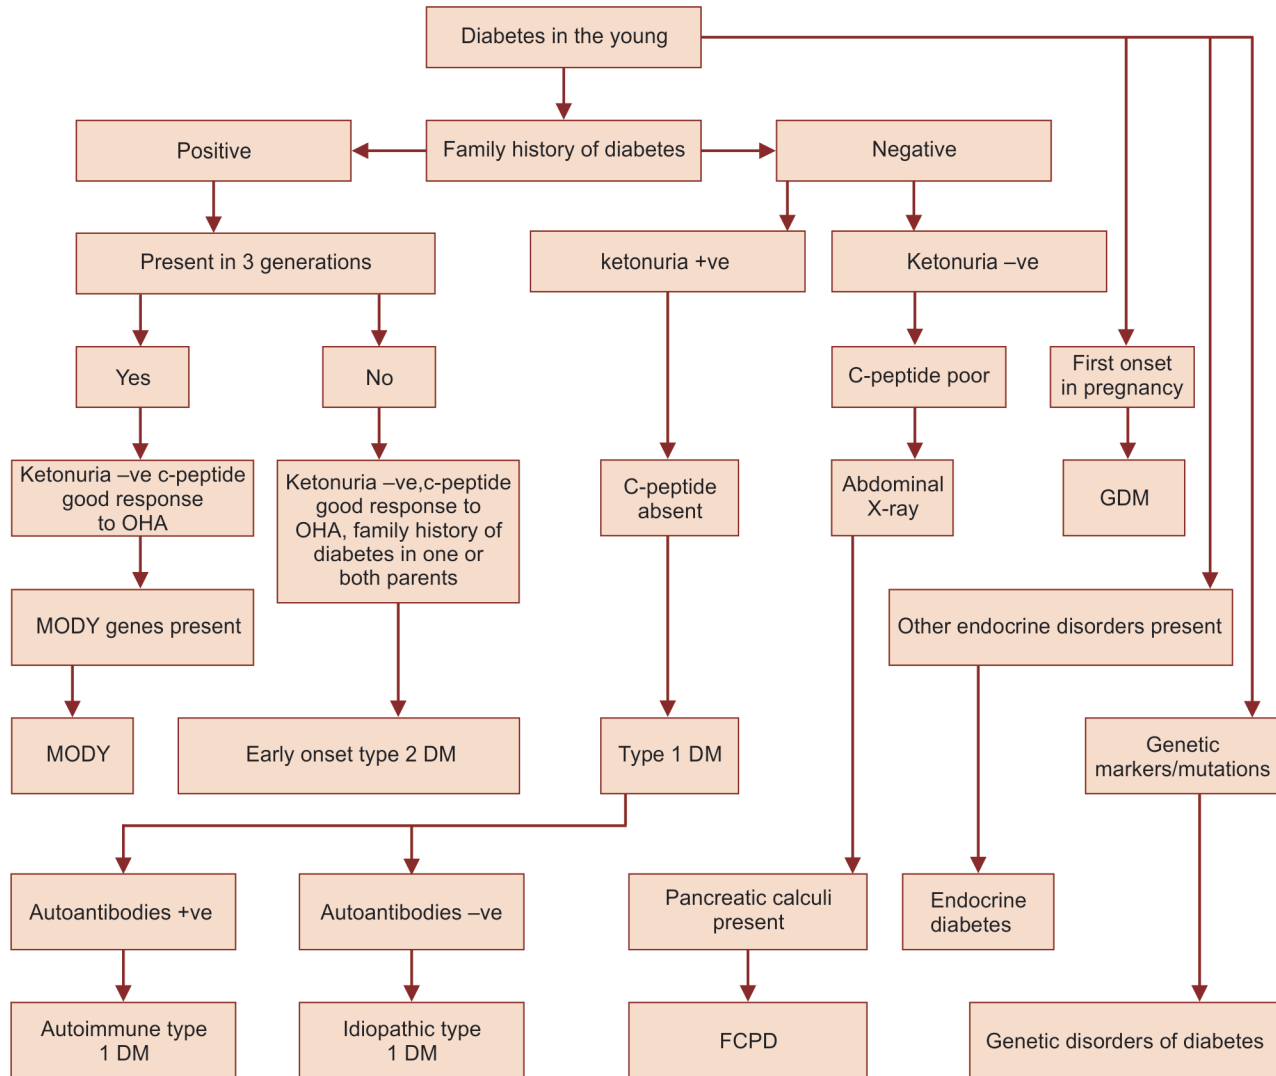 Diabetes in the young
Positive
Family history of diabetes
Negative
Present in 3 generations
ketonuria +ve
Ketonuria –ve
Yes
No
C-peptide poor
First onset
in pregnancy
Ketonuria –ve c-peptide
good response
to OHA
Ketonuria –ve,c-peptide
good response to
OHA, family history of
diabetes in one or
both parents
C-peptide
absent
Abdominal
X-ray
GDM
MODY genes present
Other endocrine disorders present
MODY
Early onset type 2 DM
Type 1 DM
Genetic
markers/mutations
Autoantibodies +ve
Autoantibodies –ve
Pancreatic calculi
present
Endocrine
diabetes
Autoimmune type
1 DM
Idiopathic type
1 DM
FCPD
Genetic disorders of diabetes